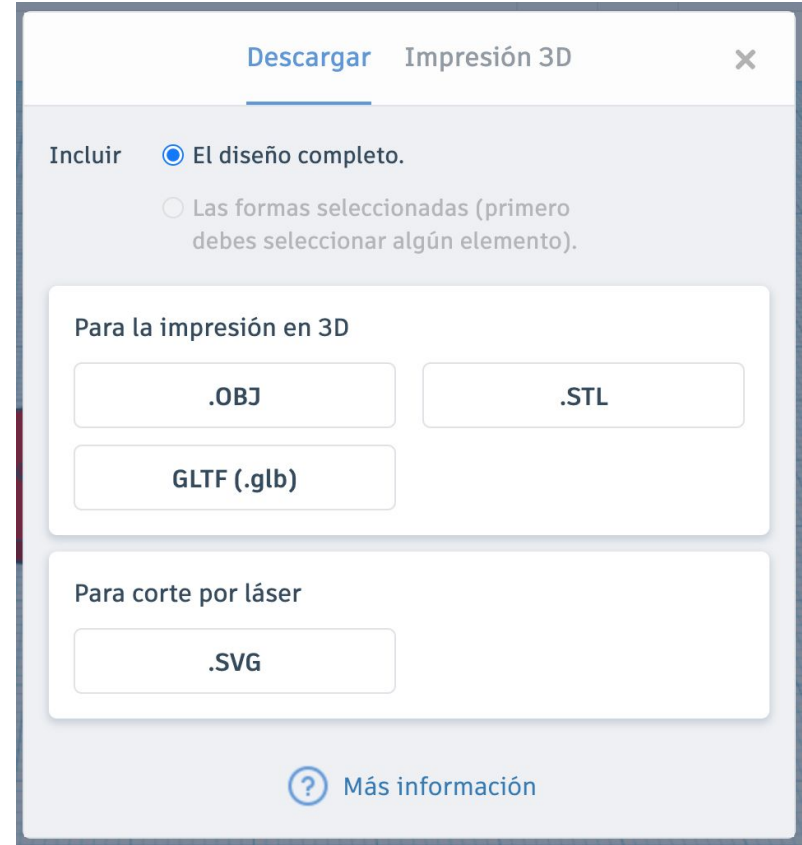 Descargar Impresión 3D
Incluir El diseño completo.
Las formas seleccionadas (primero
debes seleccionar algún elemento).
Para la impresión en 3D
.OBJ .STL
GLTF (.glb)
Para corte por láser
.SVG
? Más información